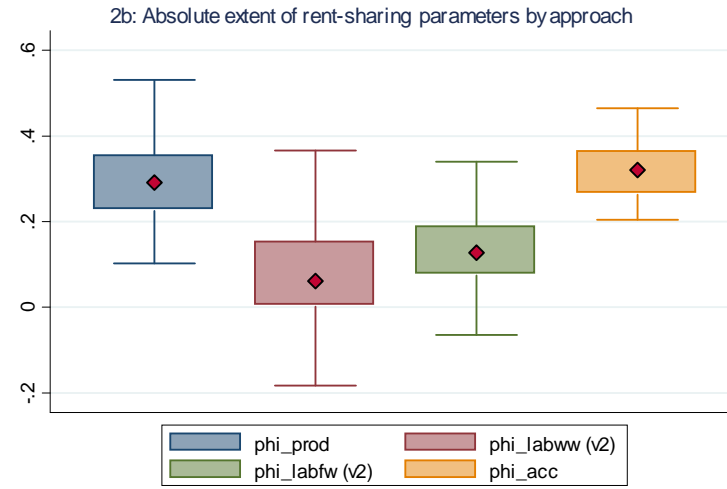 2b: Absolute extent of rent-sharing parameters by approach
.6
.4
.2
0
-.2
phi_prod
phi_labww (v2)
phi_labfw (v2)
phi_acc